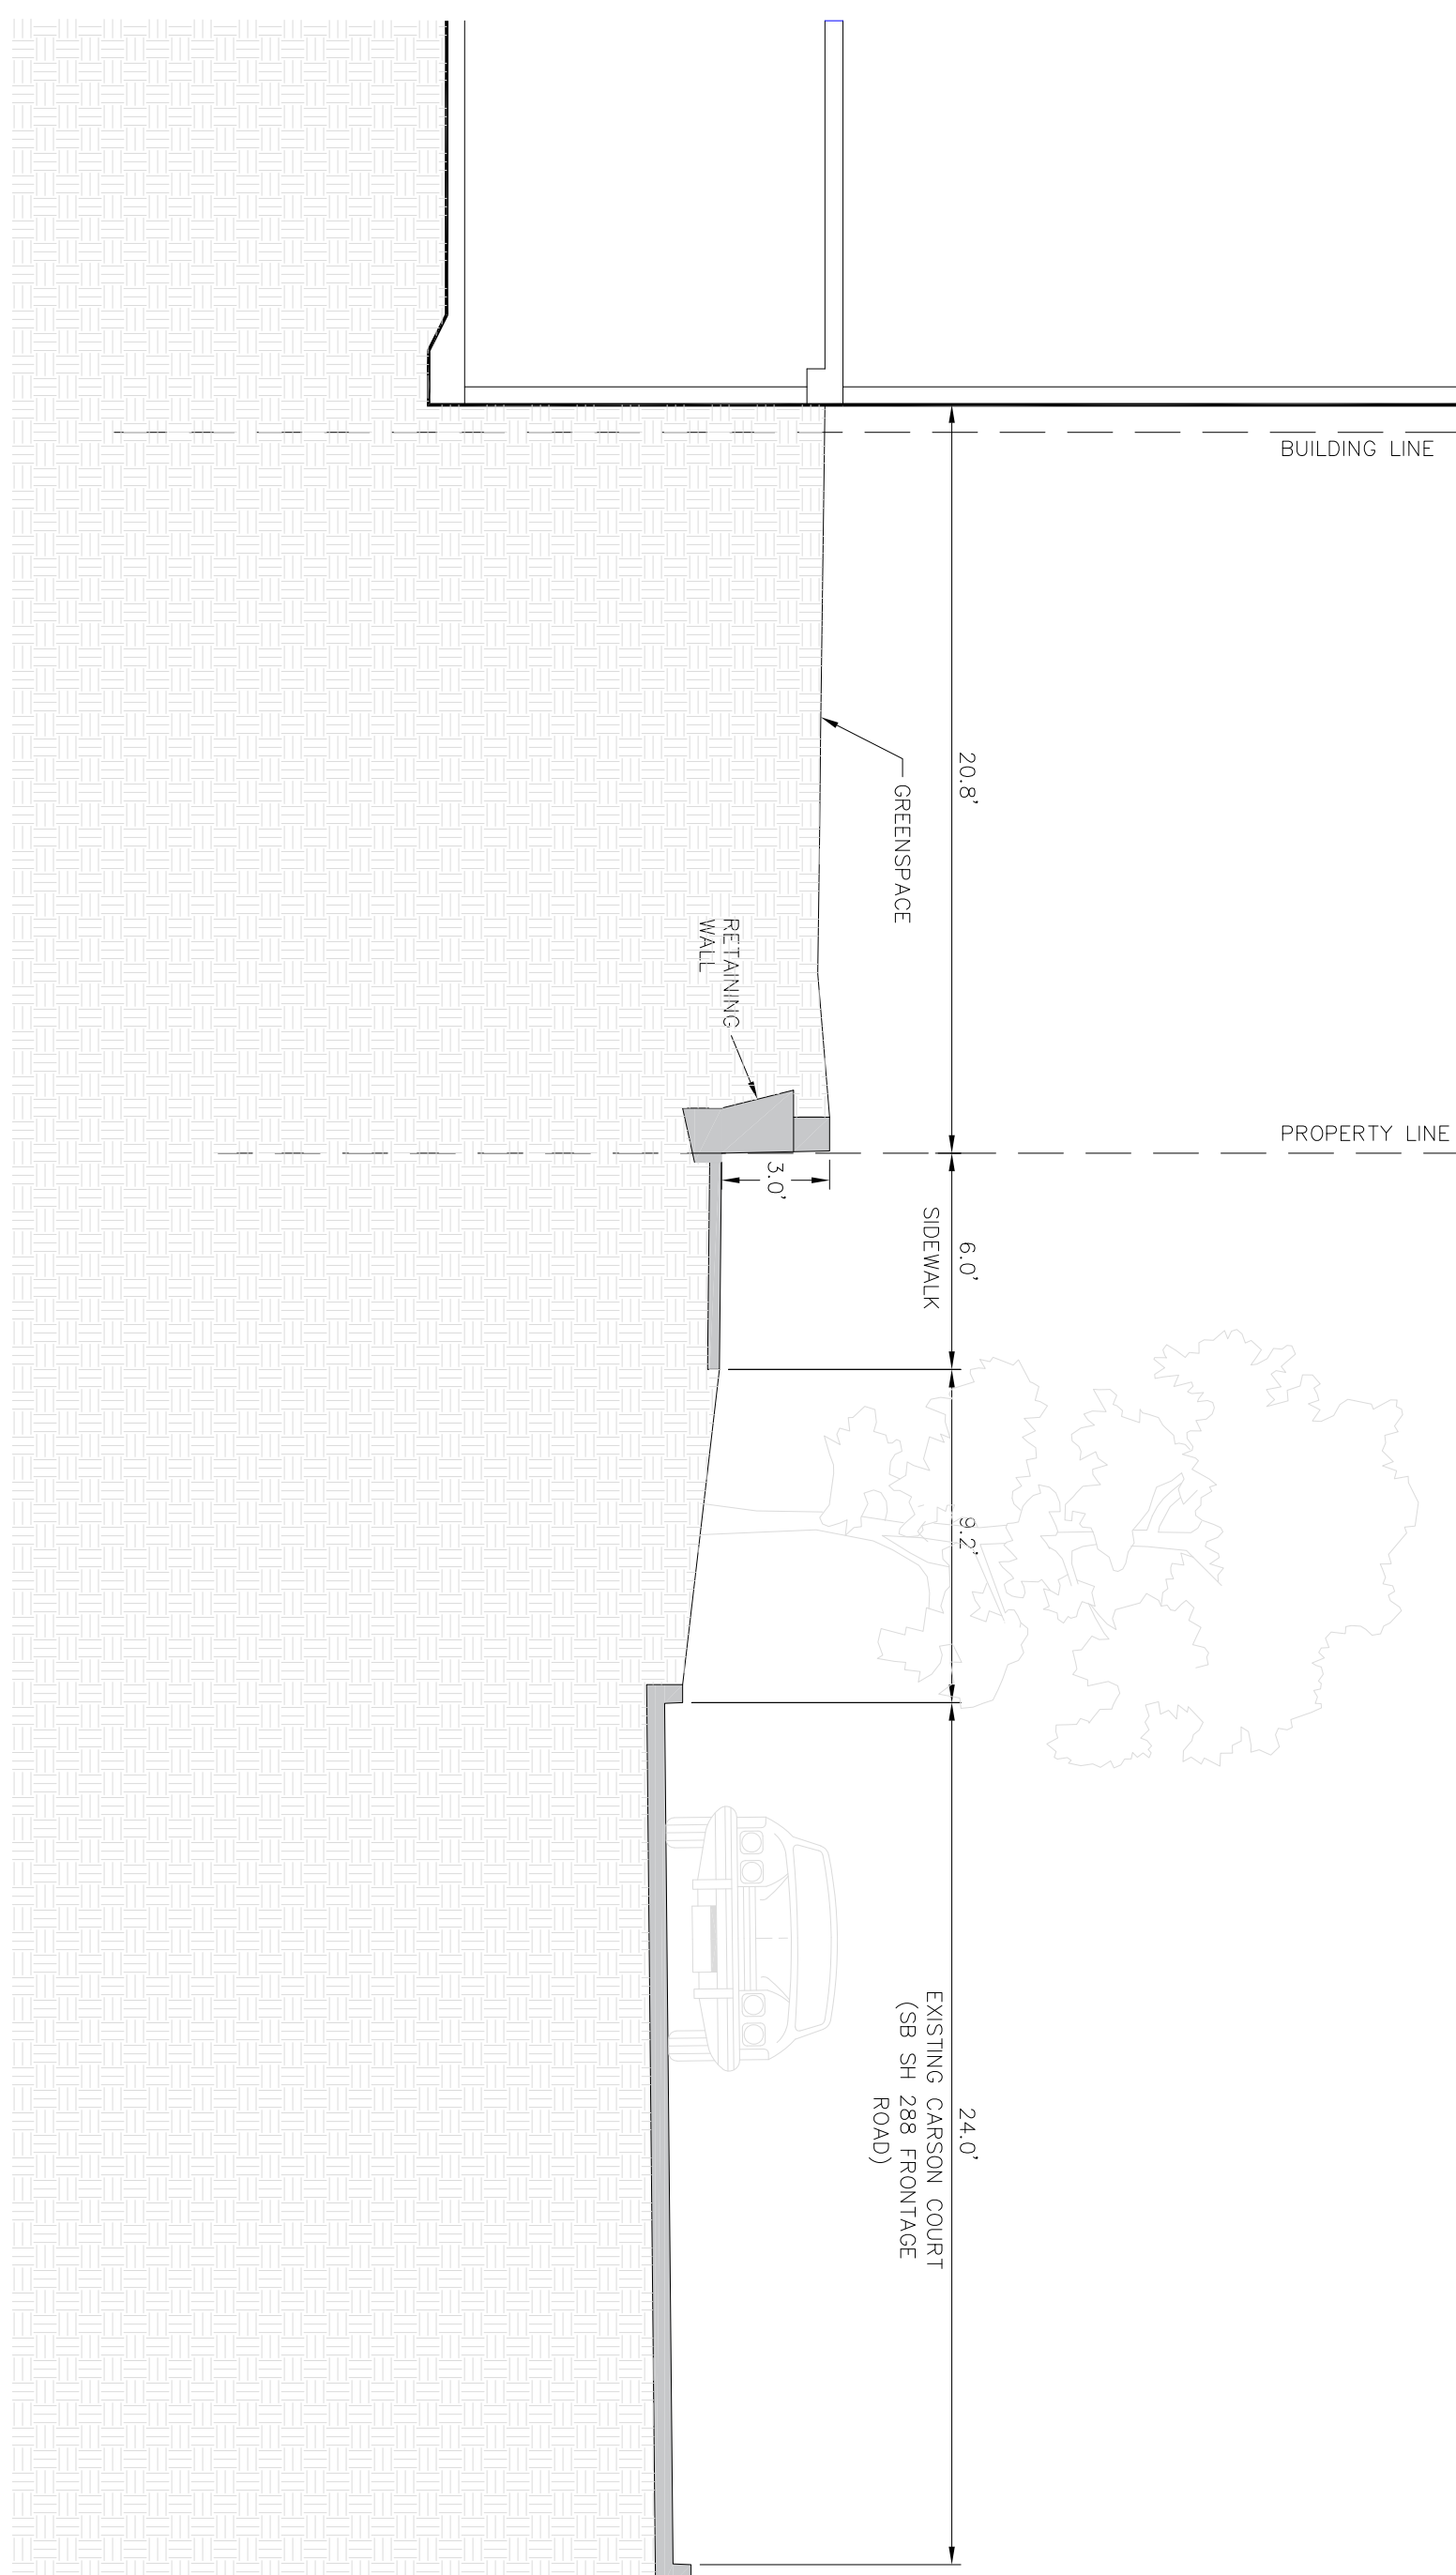 BUILDING LINE
20.8'
GREENSPACE
RETAINING
WALL
PROPERTY LINE
3.0'
6.0'
SIDEWALK
9.2'
24.0'
EXISTING CARSON COURT
(SB SH 288 FRONTAGE
ROAD)